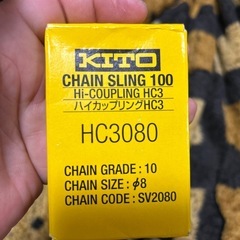 KITO
CHAIN SLING 100
Hi-COUPLING HC3
ハイカップリングHC3
HC3080
CHAIN GRADE : 10
CHAIN SIZE : φ8
CHAIN CODE : SV2080